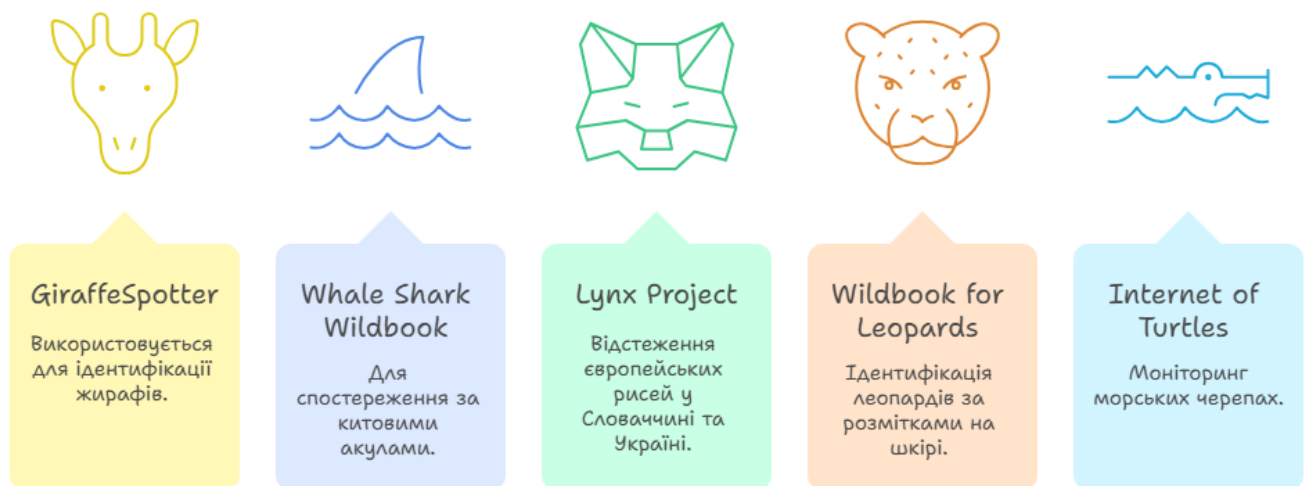 GiraffeSpotter
Використовується
для ідентифікації
жирафів.
Whale Shark
Wildbook
Для
спостереження за
китовими
акулами.
Lynx Project
Відстеження
європейських
рисей у
Словаччині та
Україні.
Wildbook for
Leopards
Ідентифікація
леопардів за
розмітками на
шкірі.
Internet of
Turtles
Моніторинг
морських черепах.